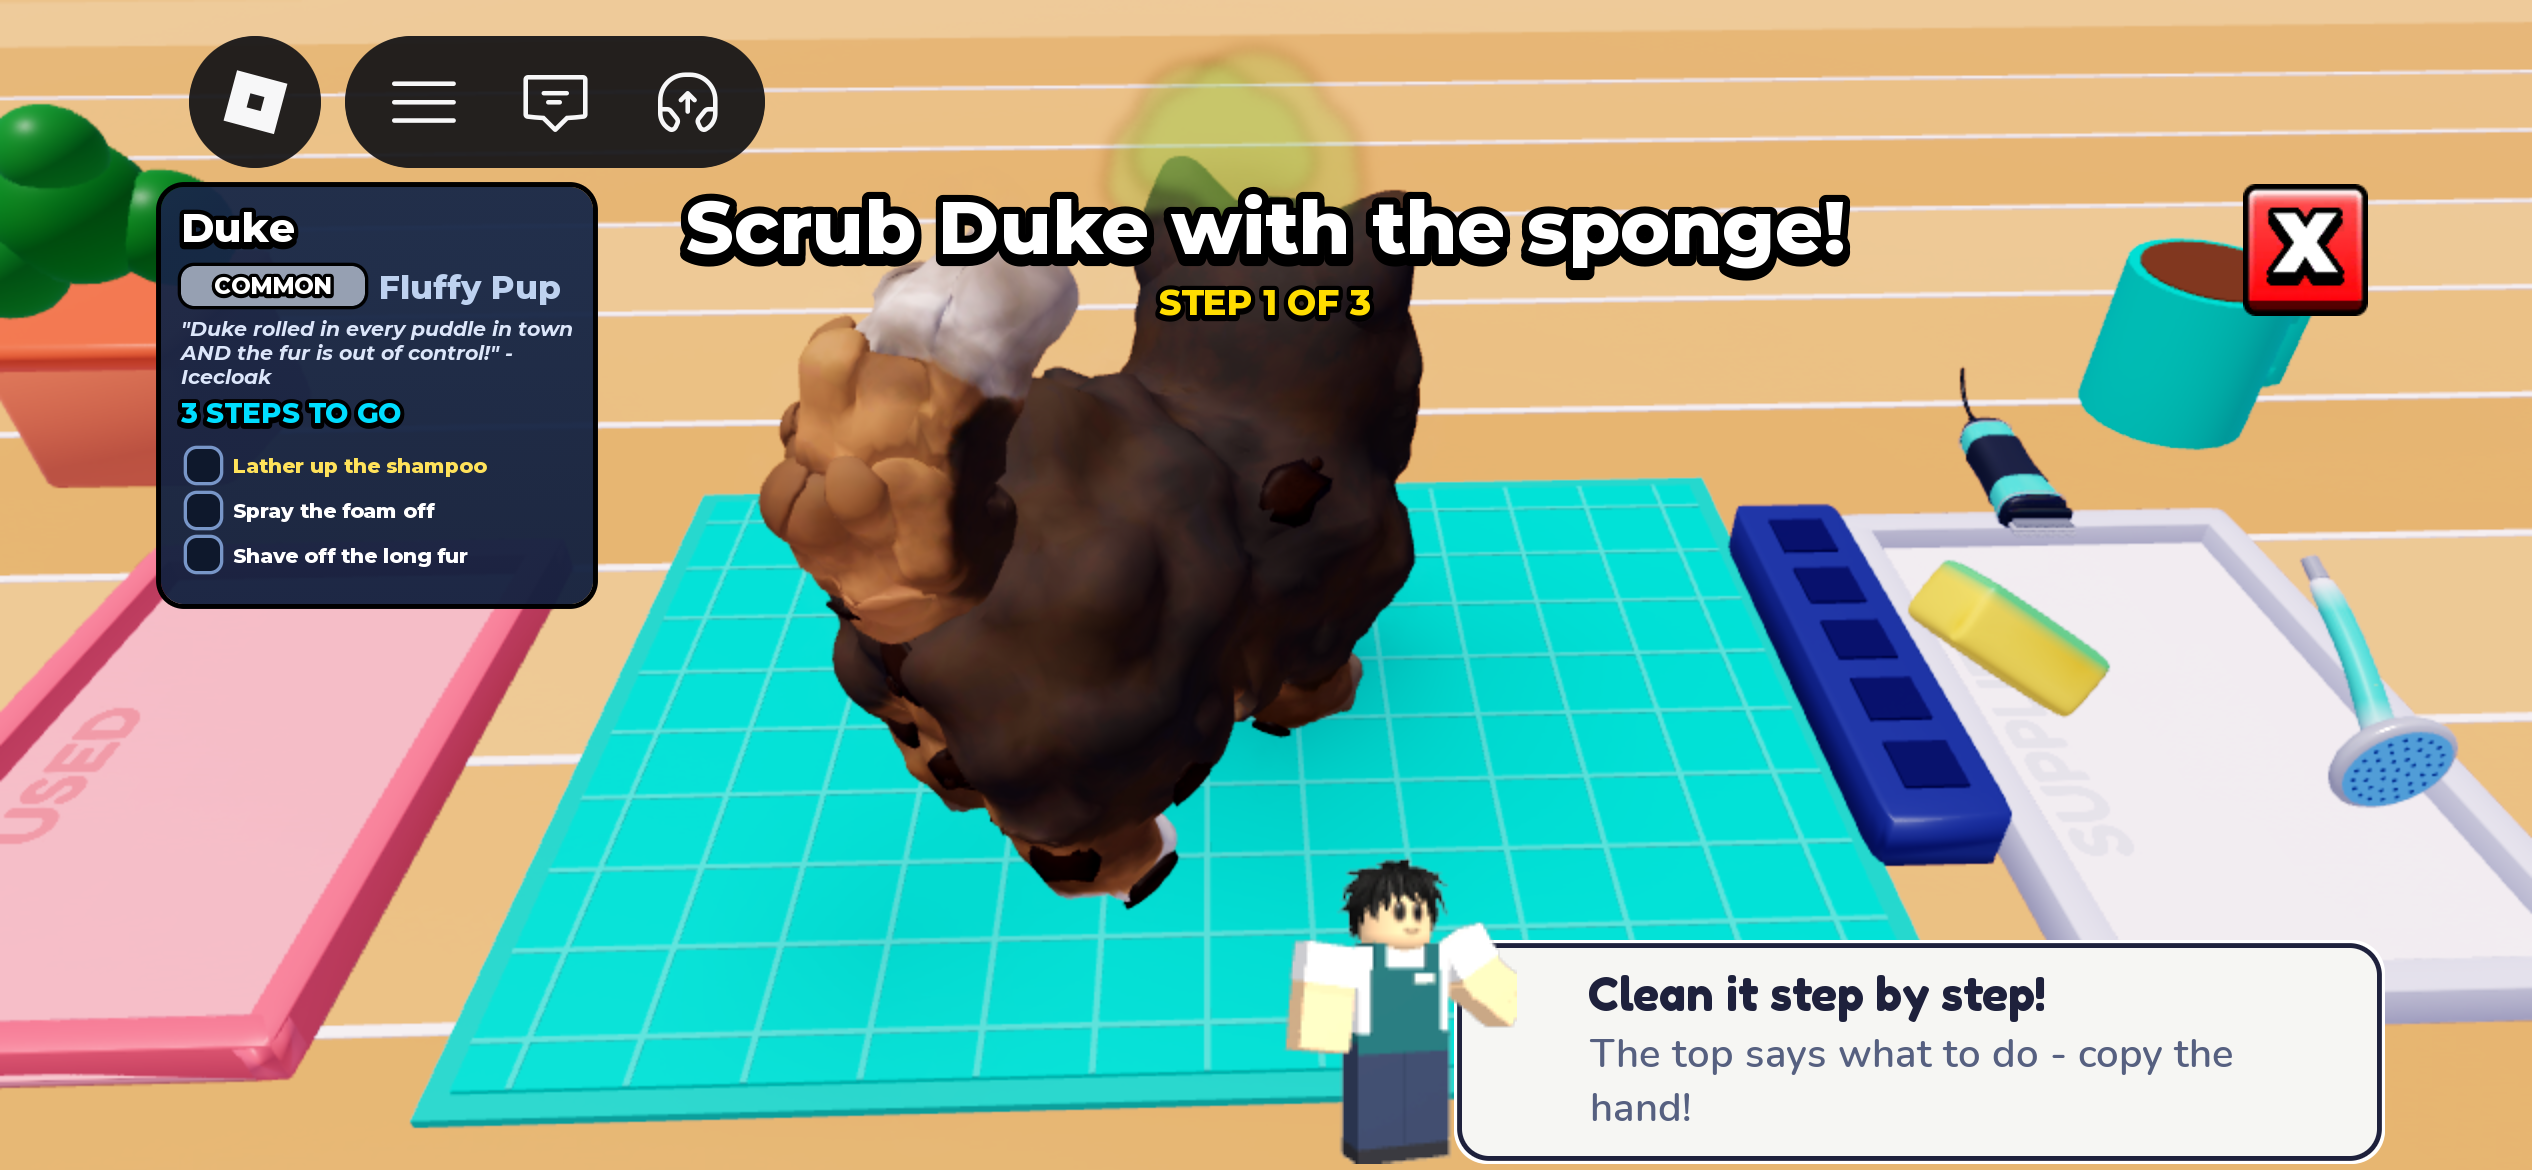 Scrub Duke with the sponge!
STEP 1 OF 3
X
Duke
COMMON Fluffy Pup
"Duke rolled in every puddle in town
AND the fur is out of control!" -
Icecloak
3 STEPS TO GO
Lather up the shampoo
Spray the foam off
Shave off the long fur
USED
Clean it step by step!
The top says what to do - copy the
hand!